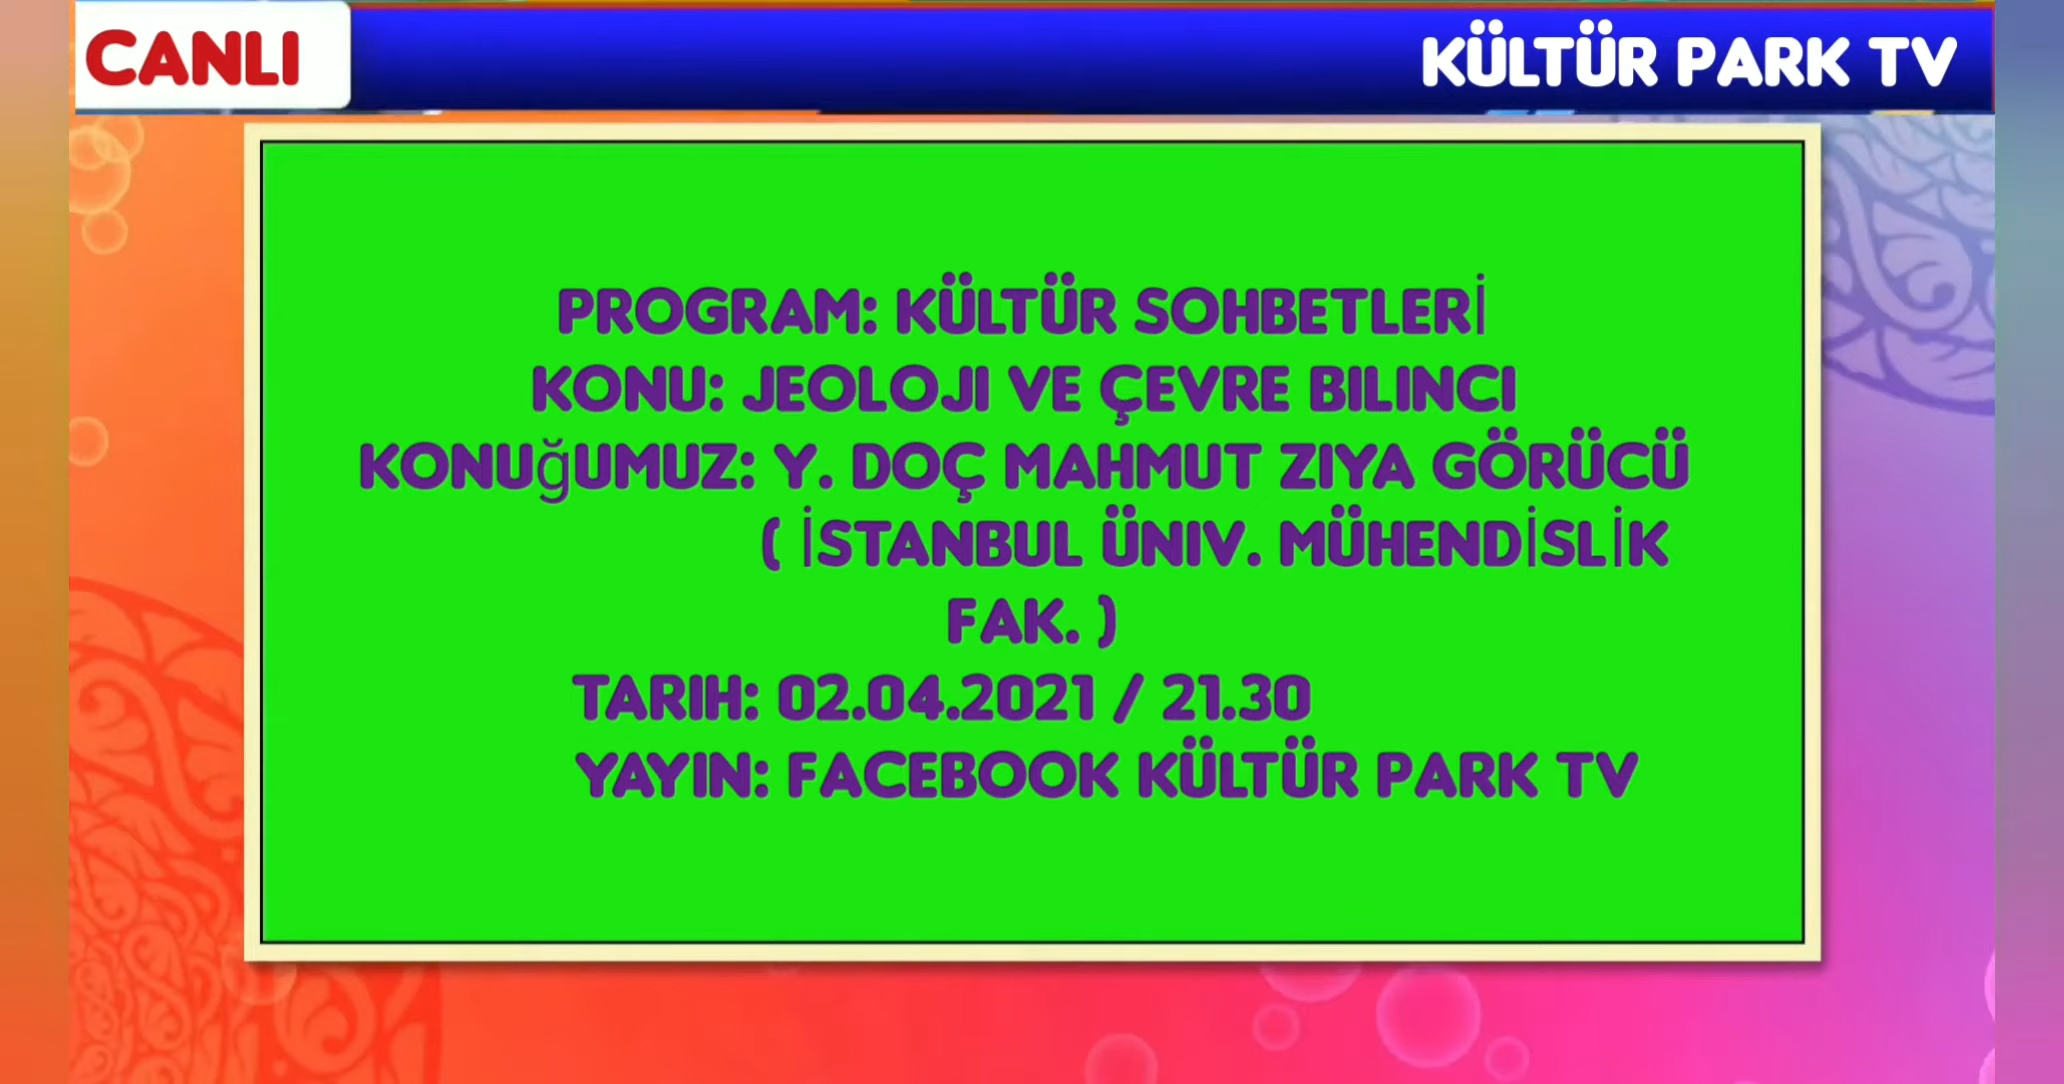 CANLI
KÜLTÜR PARK TV
PROGRAM: KÜLTÜR SOHBETLERİ
KONU: JEOLOJI VE ÇEVRE BILINCI
KONUğUMUZ: Y. DOÇ MAHMUT ZIYA GÖRÜCÜ
( İSTANBUL ÜNIV. MÜHENDİSLİK
FAK. )
TARIH: 02.04.2021 / 21.30
YAYIN: FACEBOOK KÜLTÜR PARK TV